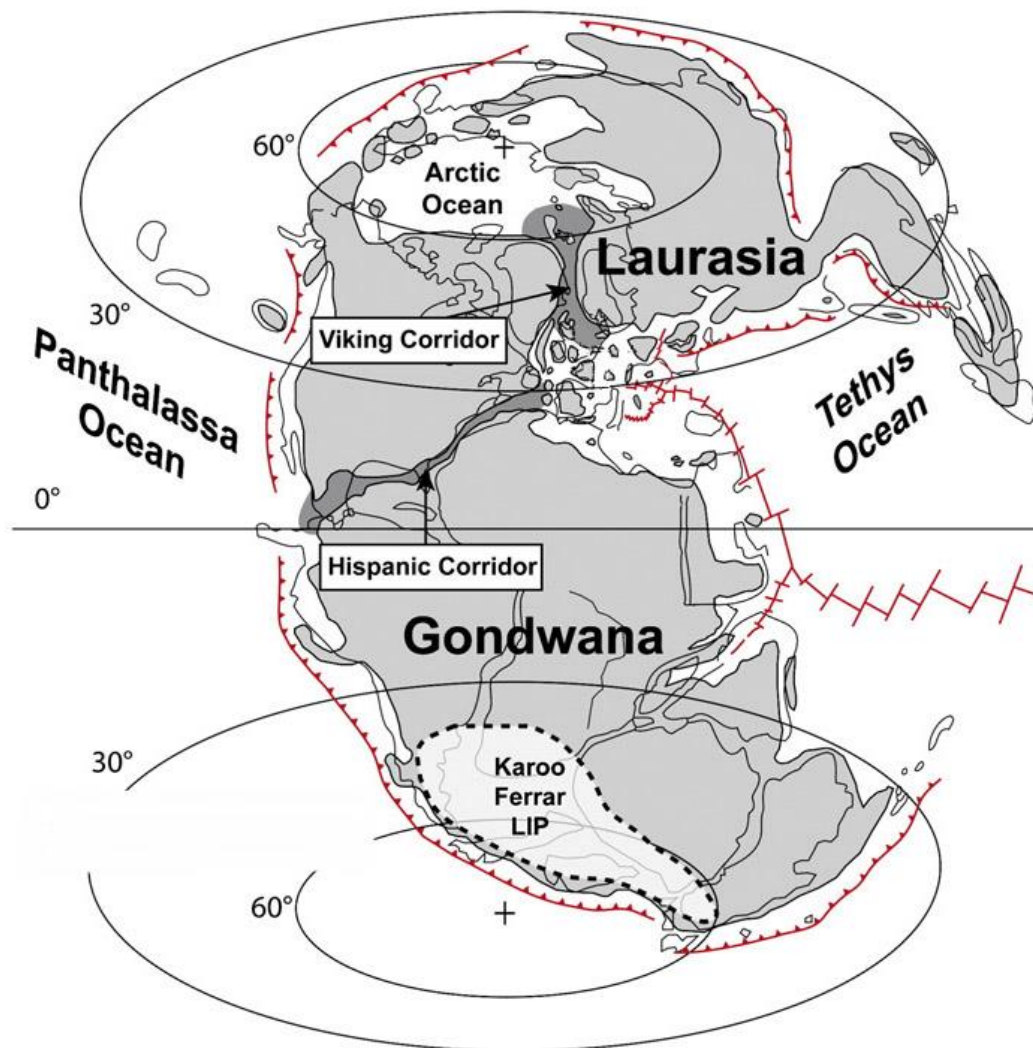 60°
Arctic
Ocean
Laurasia
30°
Viking Corridor
Panthalassa
Ocean
Tethys
Ocean
0°
Hispanic Corridor
Gondwana
30°
Karoo
Ferrar
LIP
60°